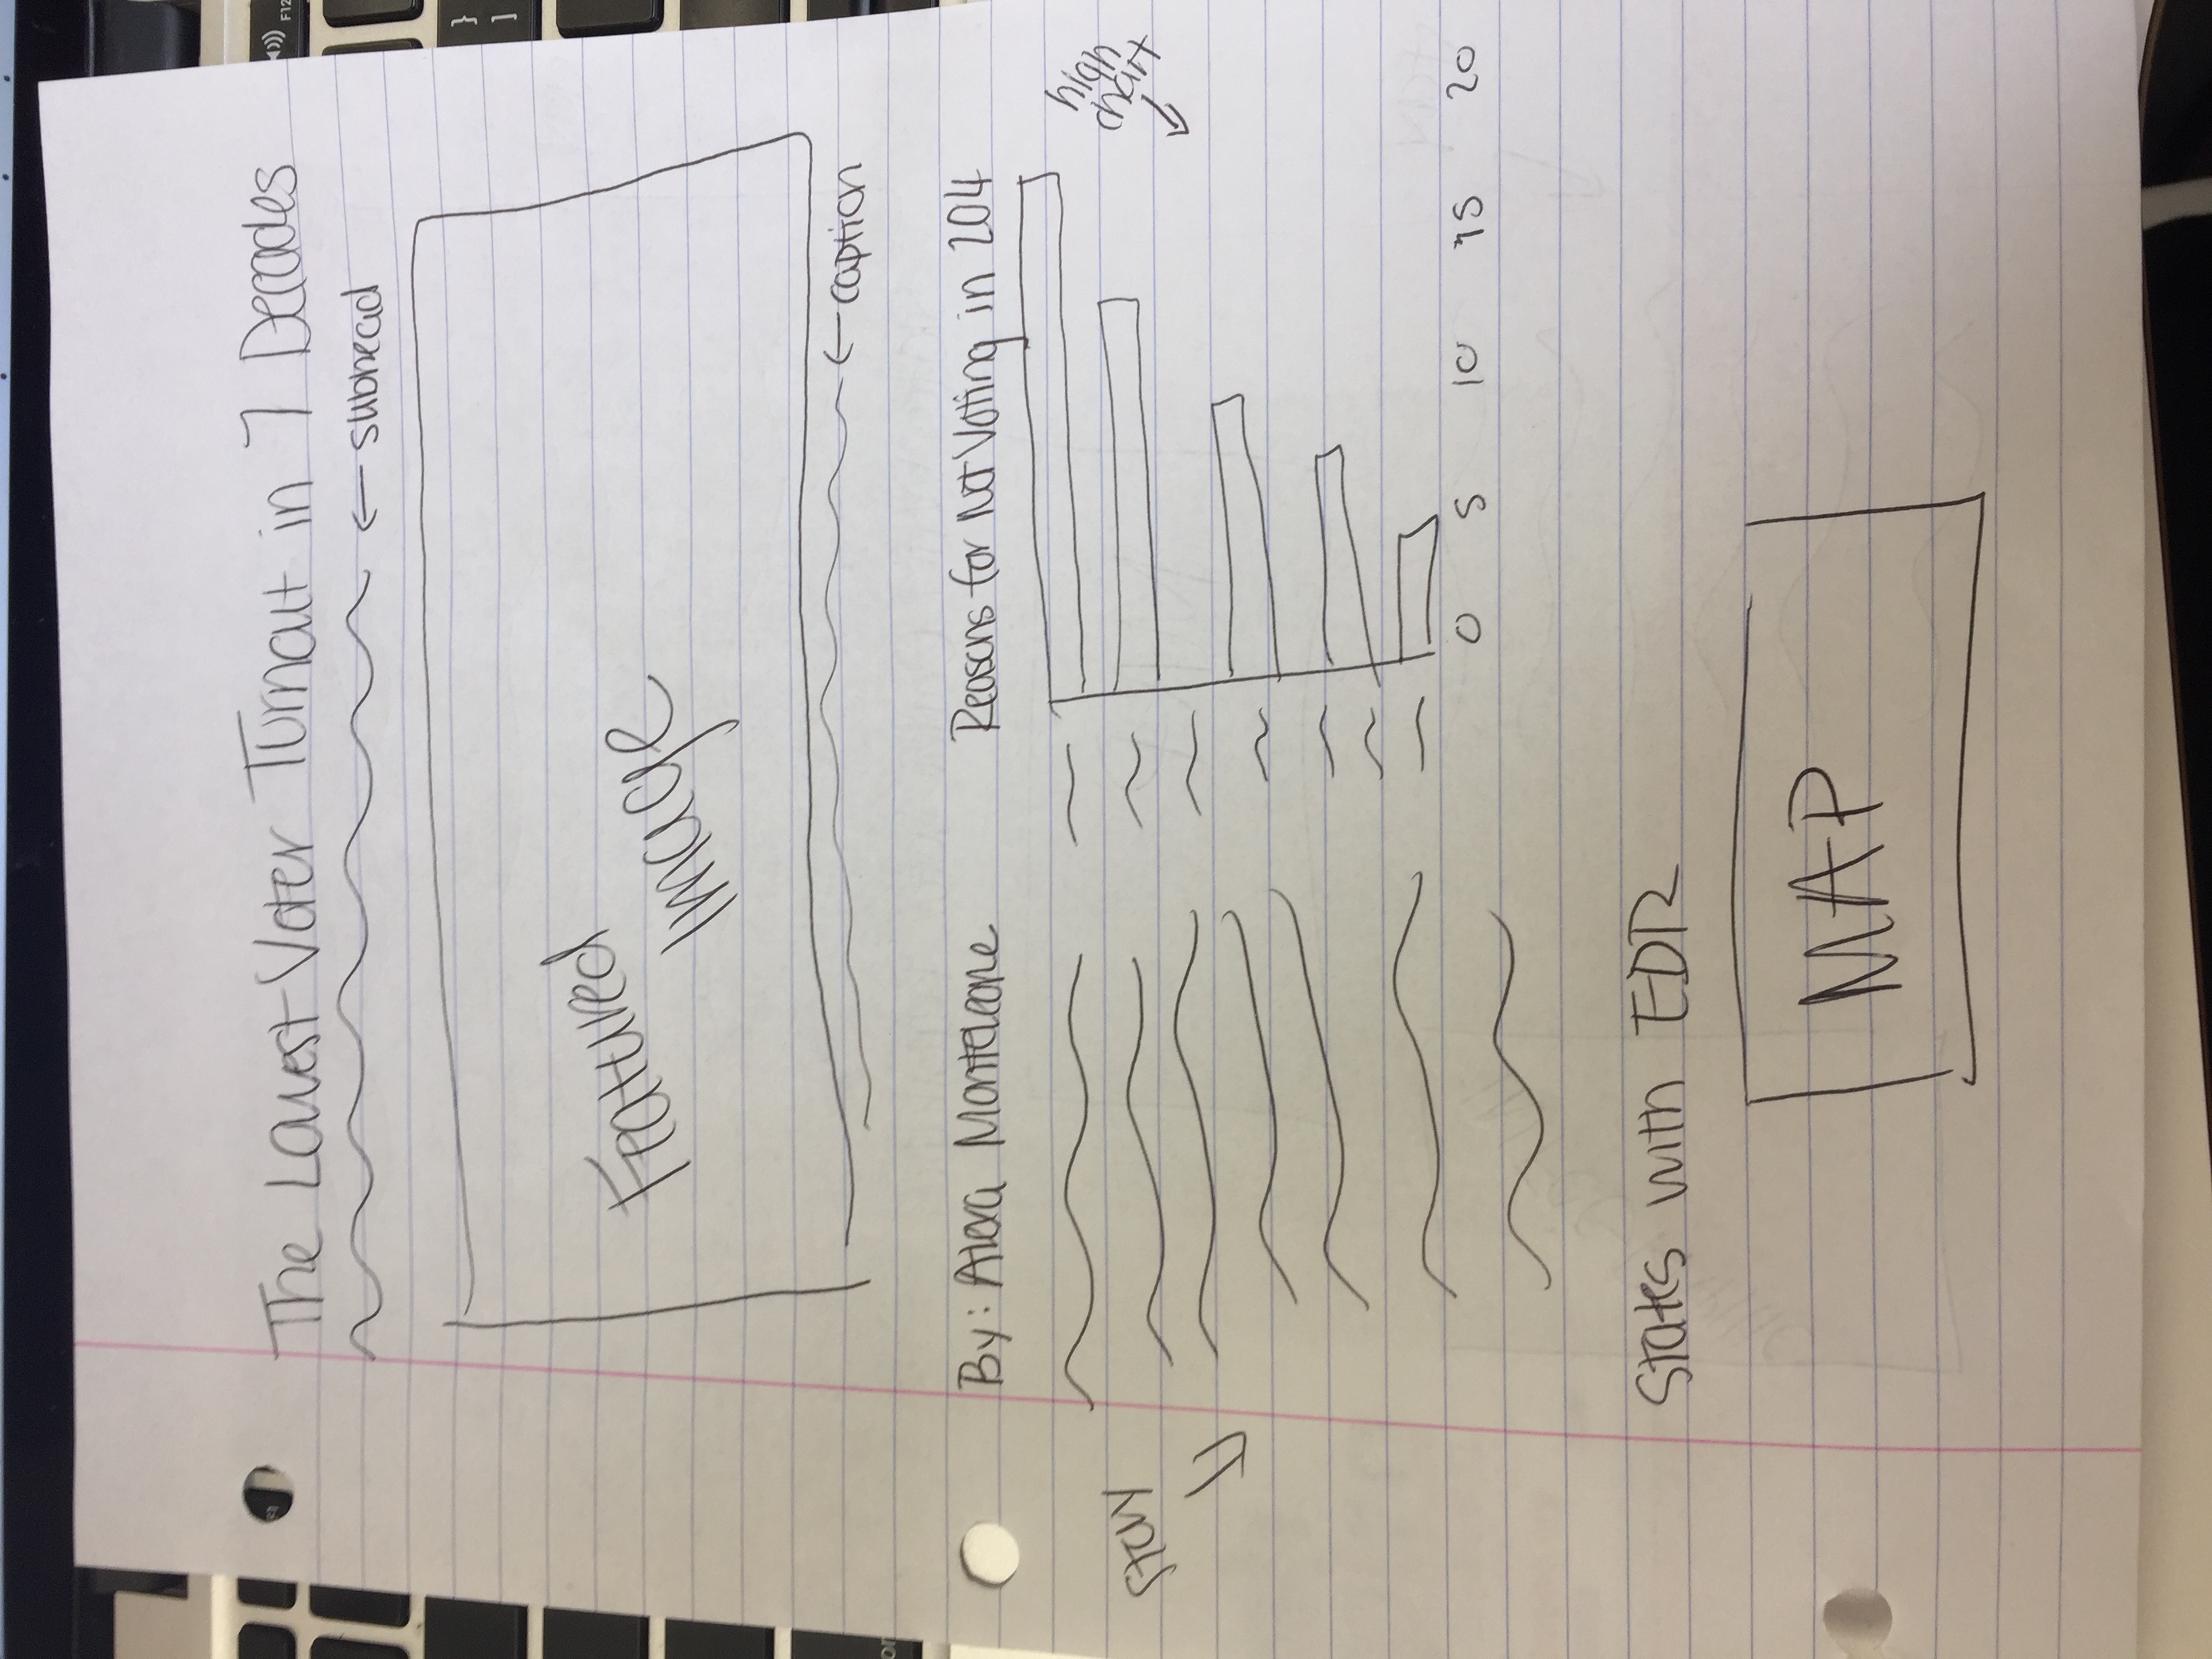 The Lowest Voter Turnout in 7 Decades
← subhead
Featured
Image
← caption
By: Alexa Monteleone
Reasons for Not Voting in 204
story
high
chart
0 5 10 15 20
States with EDR
MAP
F12
}
]